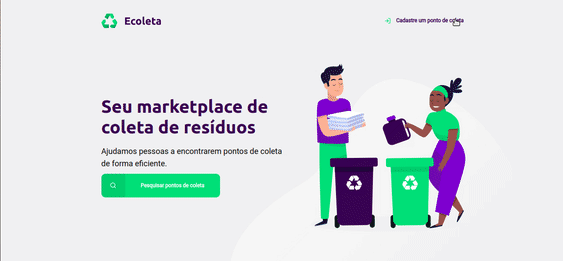 Ecoleta
Cadastre um ponto de coleta
Seu marketplace de
coleta de resíduos
Ajudamos pessoas a encontrarem pontos de coleta
de forma eficiente.
Pesquisar pontos de coleta